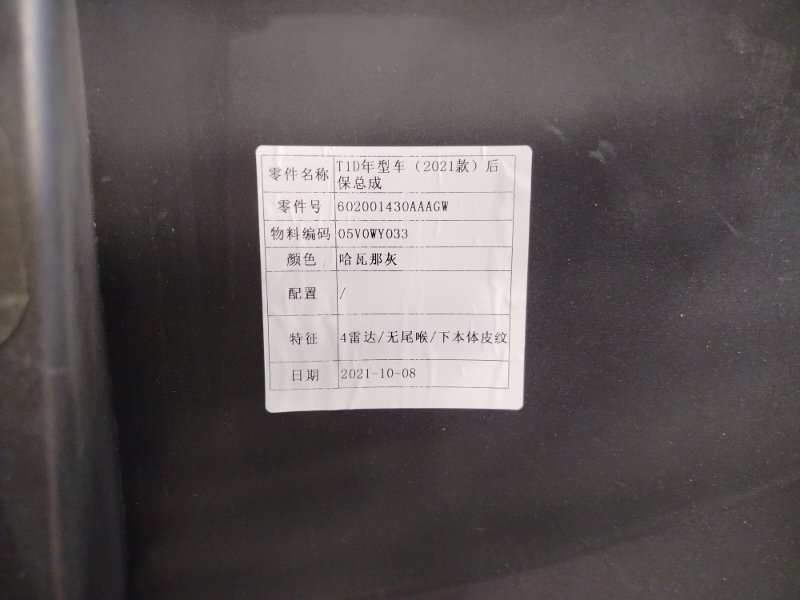 零件名称 T1D年型车（2021款）后
保总成
零件号 602001430AAAGW
物料编码 05V0WY033
颜色 哈瓦那灰
配置 /
特征 4雷达/无尾喉/下本体皮纹
日期 2021-10-08